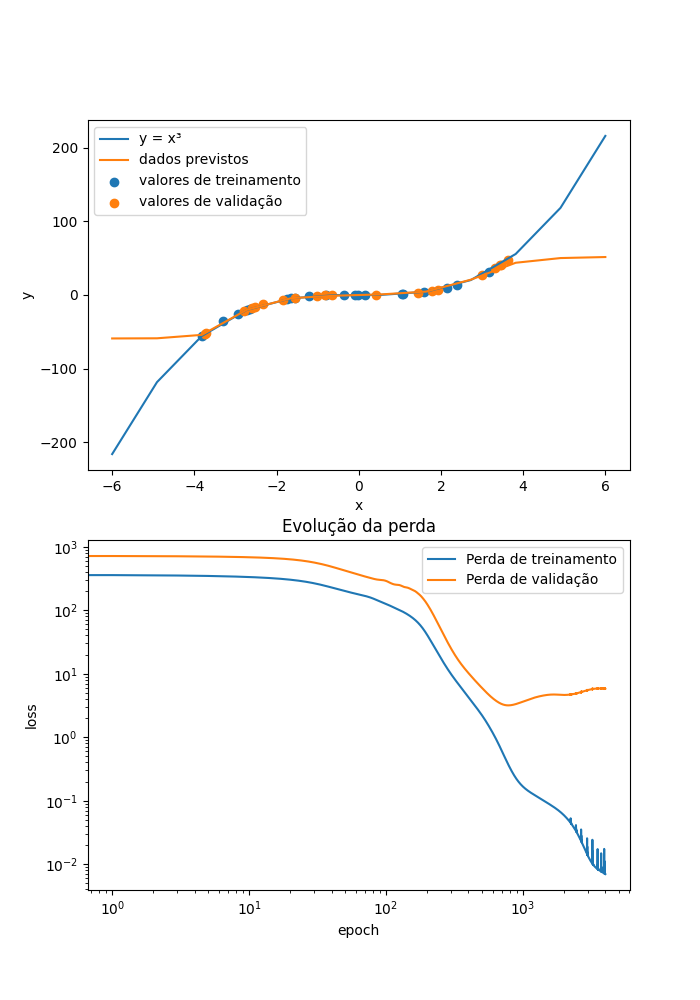 y = x³
dados previstos
valores de treinamento
valores de validação
200
100
0
−100
−200
y
−6 −4 −2 0 2 4 6
x
Evolução da perda
Perda de treinamento
Perda de validação
10³
10²
10¹
10⁰
10⁻¹
10⁻²
loss
10⁰ 10¹ 10² 10³
epoch